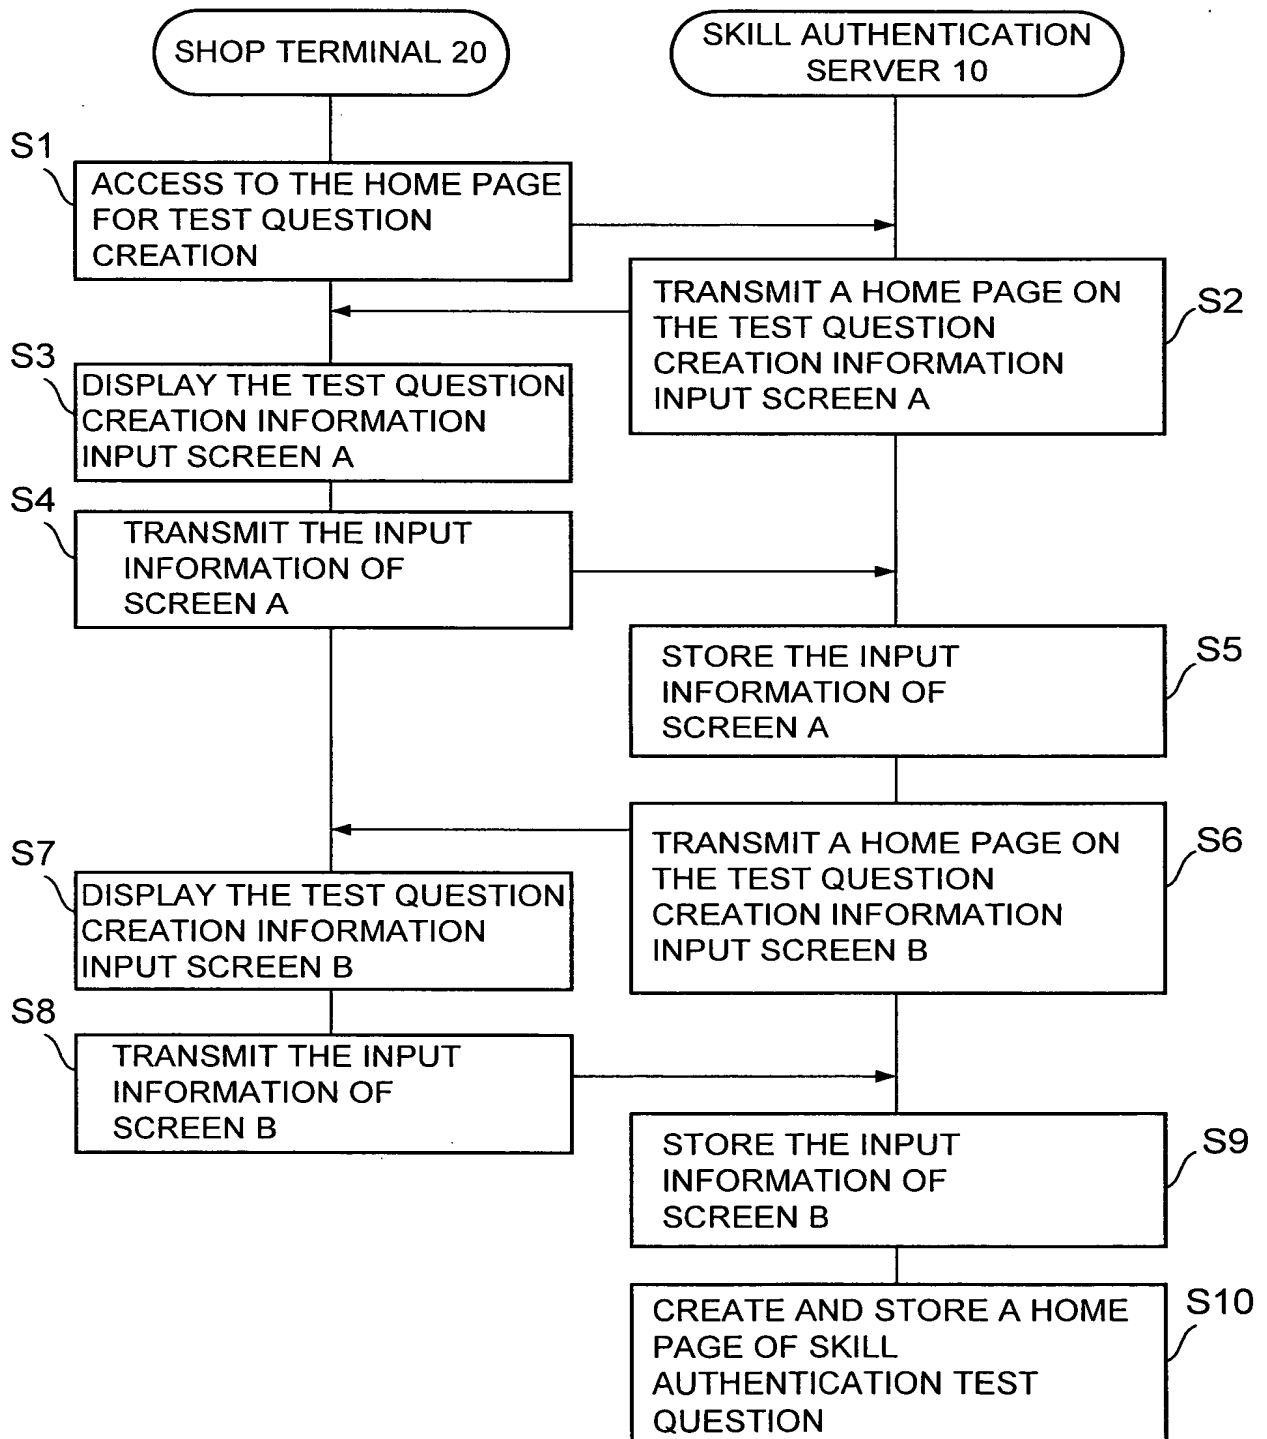 SHOP TERMINAL 20
SKILL AUTHENTICATION
SERVER 10
S1
ACCESS TO THE HOME PAGE
FOR TEST QUESTION
CREATION
TRANSMIT A HOME PAGE ON
THE TEST QUESTION
CREATION INFORMATION
INPUT SCREEN A
S2
S3
DISPLAY THE TEST QUESTION
CREATION INFORMATION
INPUT SCREEN A
S4
TRANSMIT THE INPUT
INFORMATION OF
SCREEN A
STORE THE INPUT
INFORMATION OF
SCREEN A
S5
TRANSMIT A HOME PAGE ON
THE TEST QUESTION
CREATION INFORMATION
INPUT SCREEN B
S6
S7
DISPLAY THE TEST QUESTION
CREATION INFORMATION
INPUT SCREEN B
S8
TRANSMIT THE INPUT
INFORMATION OF
SCREEN B
STORE THE INPUT
INFORMATION OF
SCREEN B
S9
CREATE AND STORE A HOME
PAGE OF SKILL
AUTHENTICATION TEST
QUESTION
S10